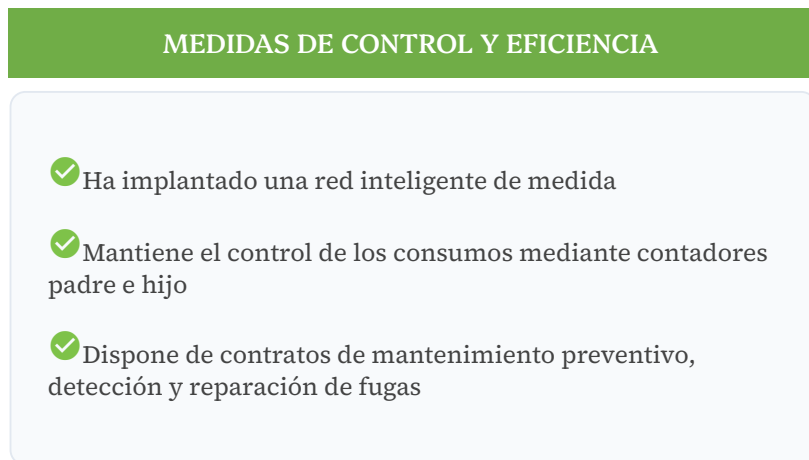 MEDIDAS DE CONTROL Y EFICIENCIA
Ha implantado una red inteligente de medida
Mantiene el control de los consumos mediante contadores
padre e hijo
Dispone de contratos de mantenimiento preventivo,
detección y reparación de fugas